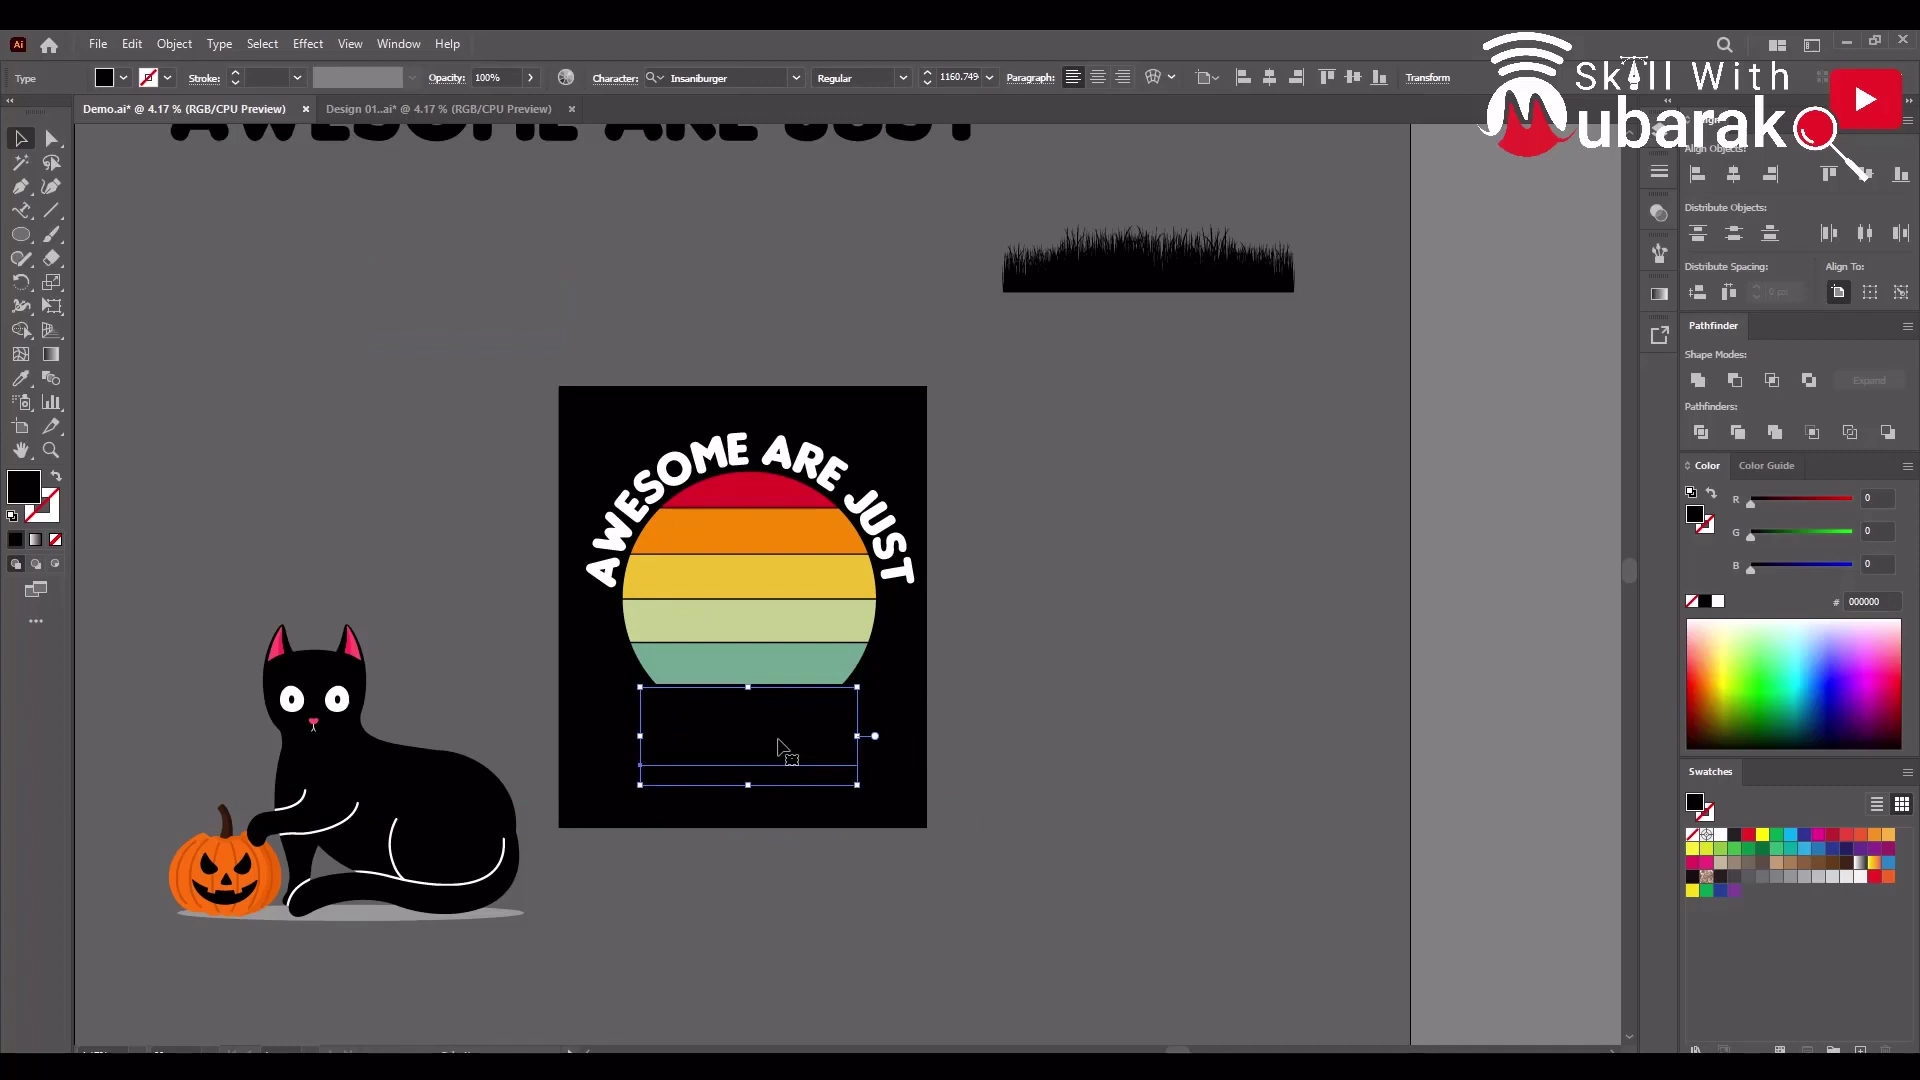 Ai File Edit Object Type Select Effect View Window Help
Skill With
Mubarak
Type Stroke: Opacity: 100% Character: Insaniburger Regular 1160.749 Paragraph: Transform
Demo.ai* @ 4.17 % (RGB/CPU Preview) × Design 01..ai* @ 4.17 % (RGB/CPU Preview) ×
AWESOME ARE JUST
Align Objects:
Distribute Objects:
Distribute Spacing: Align To:
0 px
Pathfinder
Shape Modes:
Expand
Pathfinders:
Color Color Guide
R 0
G 0
B 0
# 000000
AWESOME ARE JUST
Swatches